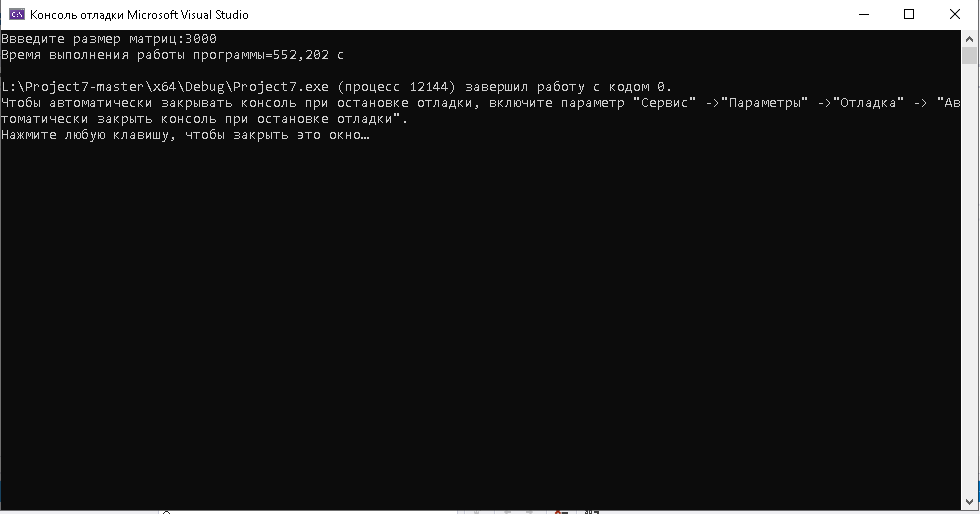 Консоль отладки Microsoft Visual Studio
Ввведите размер матриц:3000
Время выполнения работы программы=552,202 с
L:\Project7-master\x64\Debug\Project7.exe (процесс 12144) завершил работу с кодом 0.
Чтобы автоматически закрывать консоль при остановке отладки, включите параметр "Сервис" ->"Параметры" ->"Отладка" -> "Ав
томатически закрыть консоль при остановке отладки".
Нажмите любую клавишу, чтобы закрыть это окно…